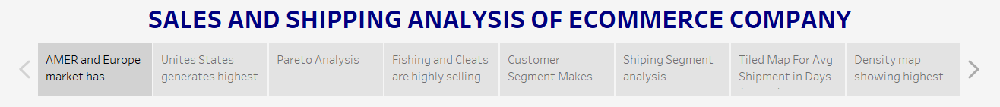 SALES AND SHIPPING ANALYSIS OF ECOMMERCE COMPANY
AMER and Europe
market has
Unites States
generates highest
Pareto Analysis
Fishing and Cleats
are highly selling
Customer
Segment Makes
Shiping Segment
analysis
Tiled Map For Avg
Shipment in Days
Density map
showing highest